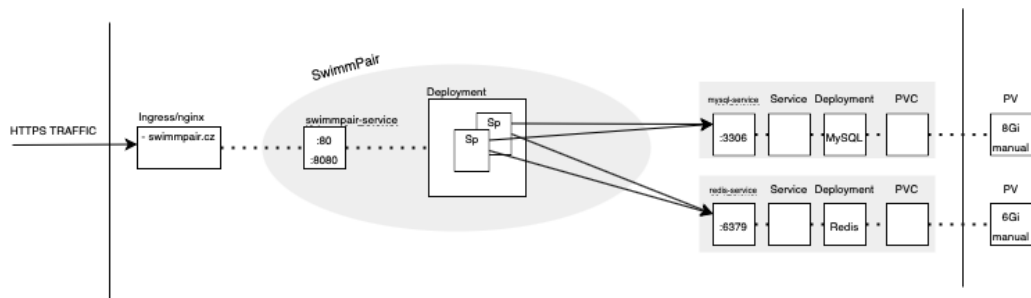 SwimmPair
HTTPS TRAFFIC
Ingress/nginx
- swimmpair.cz
swimmpair-service
:80
:8080
Deployment
Sp
Sp
mysql-service
Service
Deployment
PVC
:3306
MySQL
PV
8Gi
manual
redis-service
Service
Deployment
PVC
:6379
Redis
PV
6Gi
manual